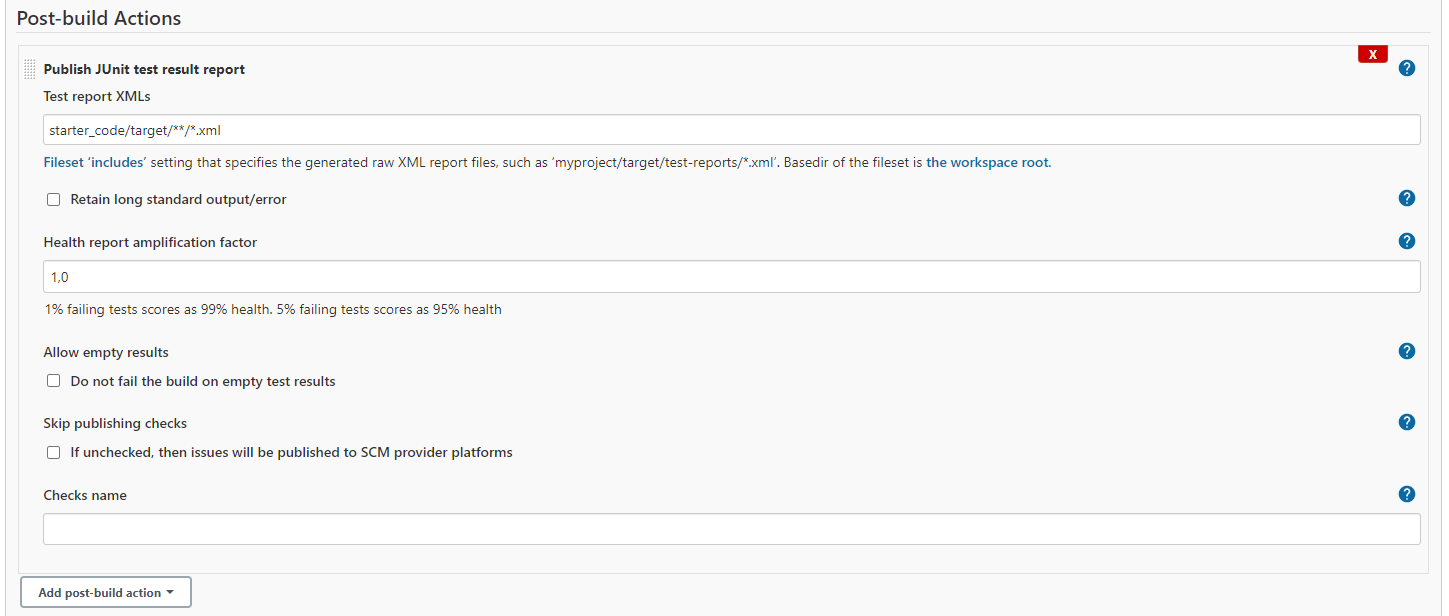 Post-build Actions
X
Publish JUnit test result report
?
Test report XMLs
starter_code/target/**/*.xml
Fileset ‘includes’ setting that specifies the generated raw XML report files, such as ‘myproject/target/test-reports/*.xml’. Basedir of the fileset is the workspace root.
Retain long standard output/error
?
Health report amplification factor
?
1,0
1% failing tests scores as 99% health. 5% failing tests scores as 95% health
Allow empty results
?
Do not fail the build on empty test results
Skip publishing checks
?
If unchecked, then issues will be published to SCM provider platforms
Checks name
?
Add post-build action